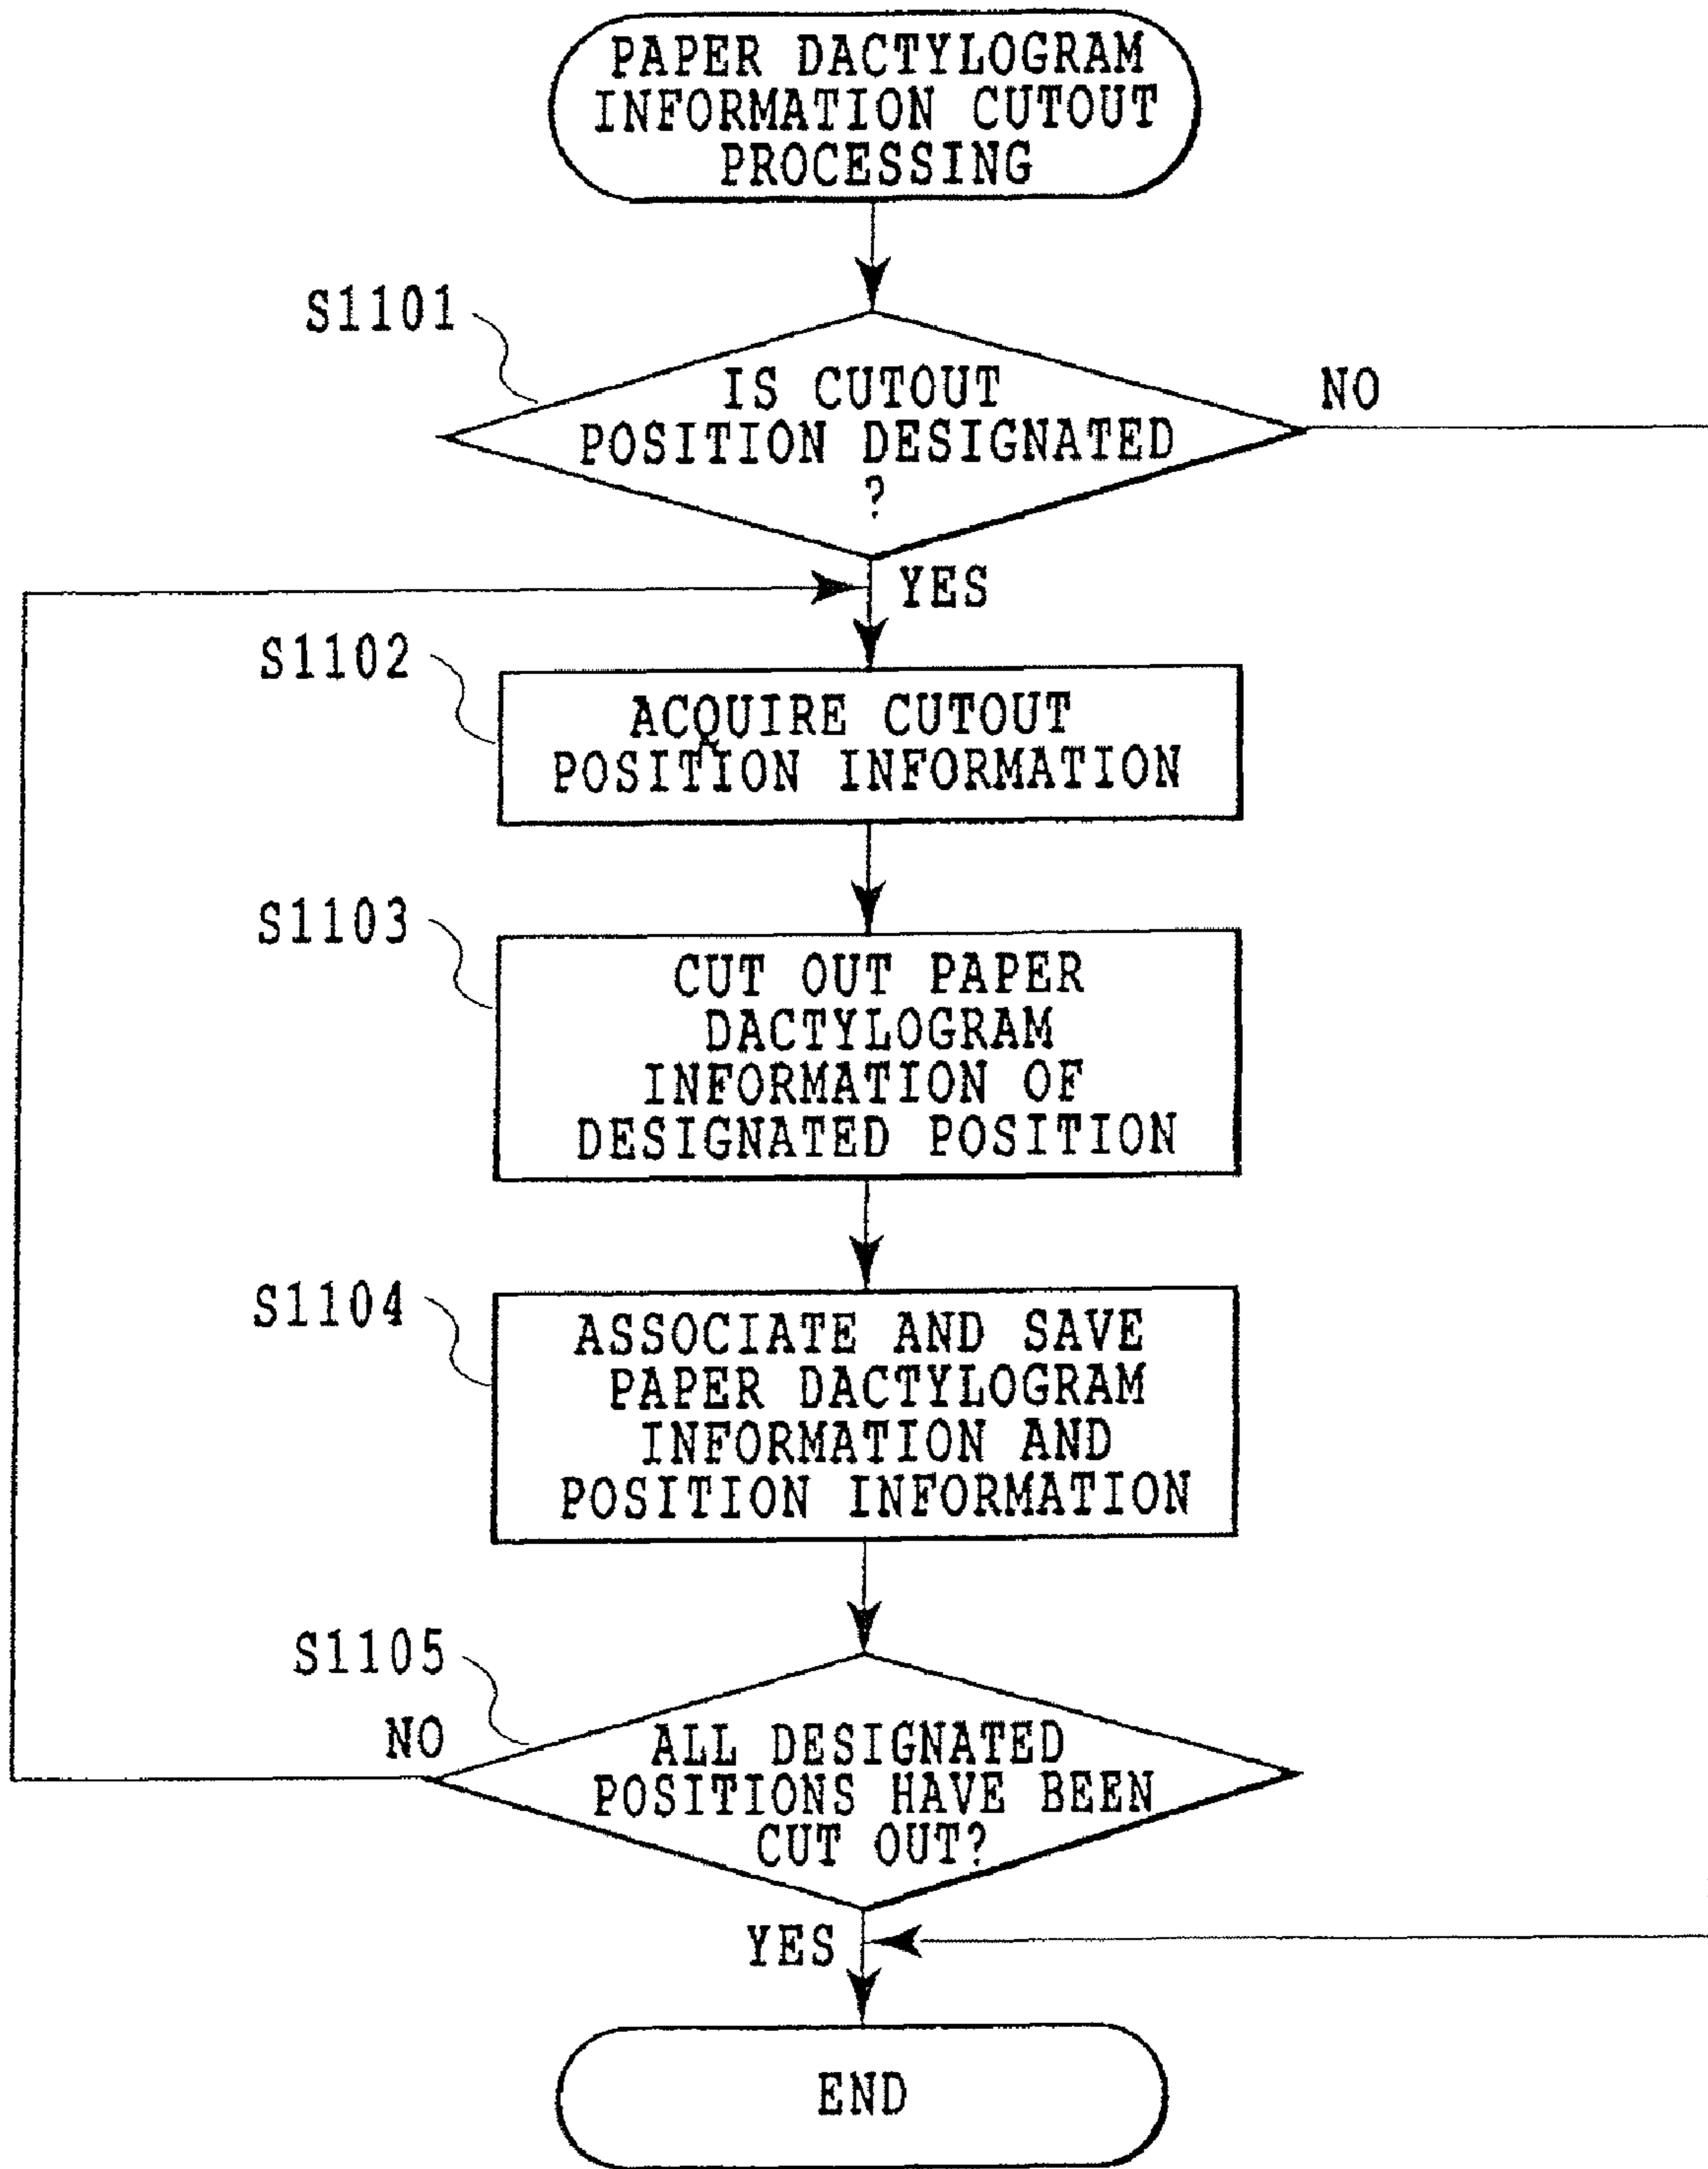 PAPER DACTYLOGRAM
INFORMATION CUTOUT
PROCESSING
S1101
IS CUTOUT
POSITION DESIGNATED
?
NO
YES
S1102
ACQUIRE CUTOUT
POSITION INFORMATION
S1103
CUT OUT PAPER
DACTYLOGRAM
INFORMATION OF
DESIGNATED POSITION
S1104
ASSOCIATE AND SAVE
PAPER DACTYLOGRAM
INFORMATION AND
POSITION INFORMATION
S1105
NO
ALL DESIGNATED
POSITIONS HAVE BEEN
CUT OUT?
YES
END